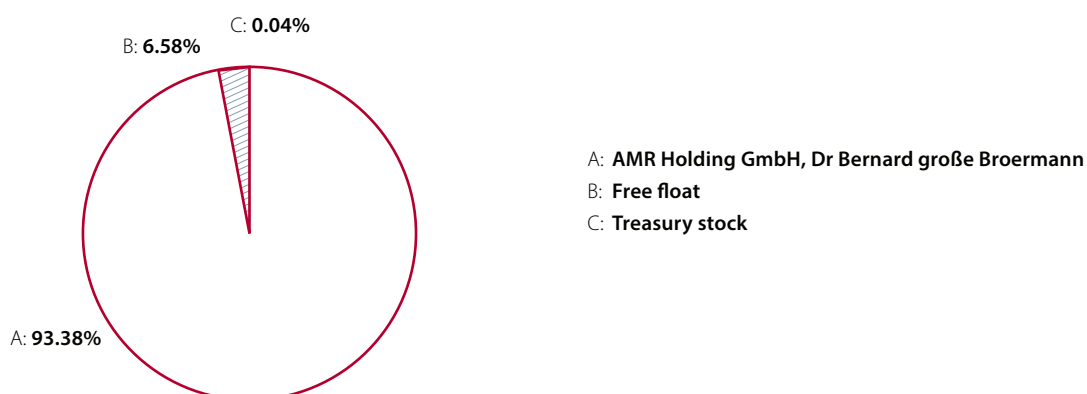 C: 0.04%
B: 6.58%
A: AMR Holding GmbH, Dr Bernard große Broermann
B: Free float
C: Treasury stock
A: 93.38%